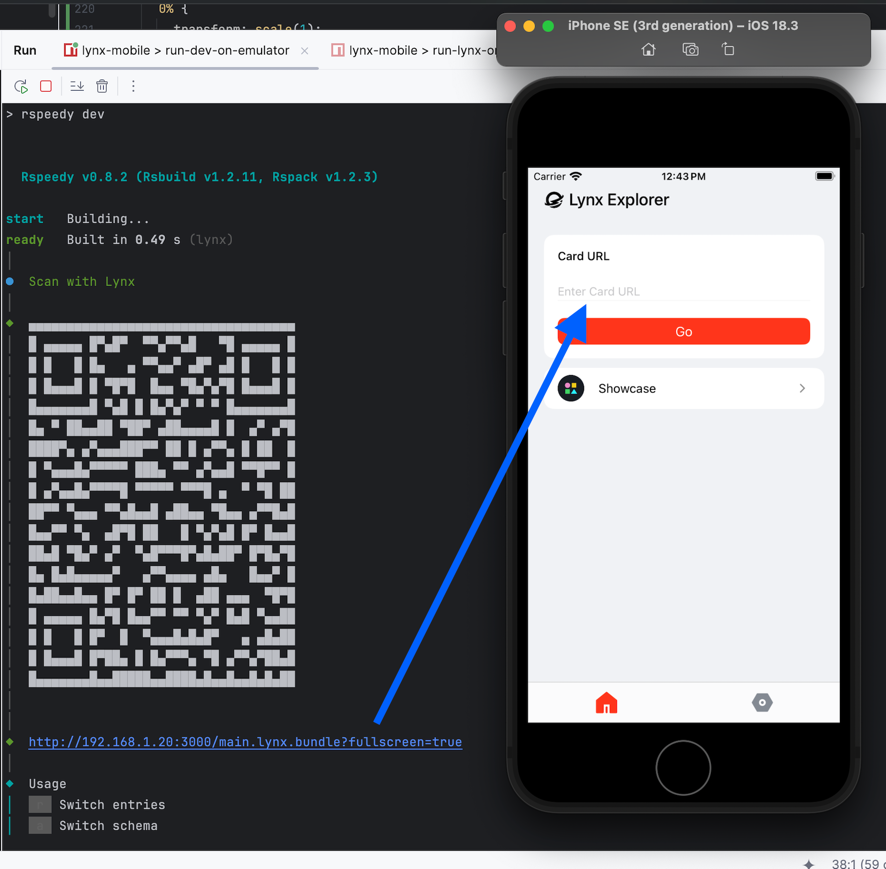 220
0% {
221
transform: scale(1);
Run
lynx-mobile > run-dev-on-emulator
lynx-mobile > run-lynx-o
> rspeedy dev
Rspeedy v0.8.2 (Rsbuild v1.2.11, Rspack v1.2.3)
start Building...
ready Built in 0.49 s (lynx)
Scan with Lynx
http://192.168.1.20:3000/main.lynx.bundle?fullscreen=true
Usage
Switch entries
Switch schema
iPhone SE (3rd generation) – iOS 18.3
Carrier
12:43 PM
Lynx Explorer
Card URL
Enter Card URL
Go
Showcase
38:1 (59 c